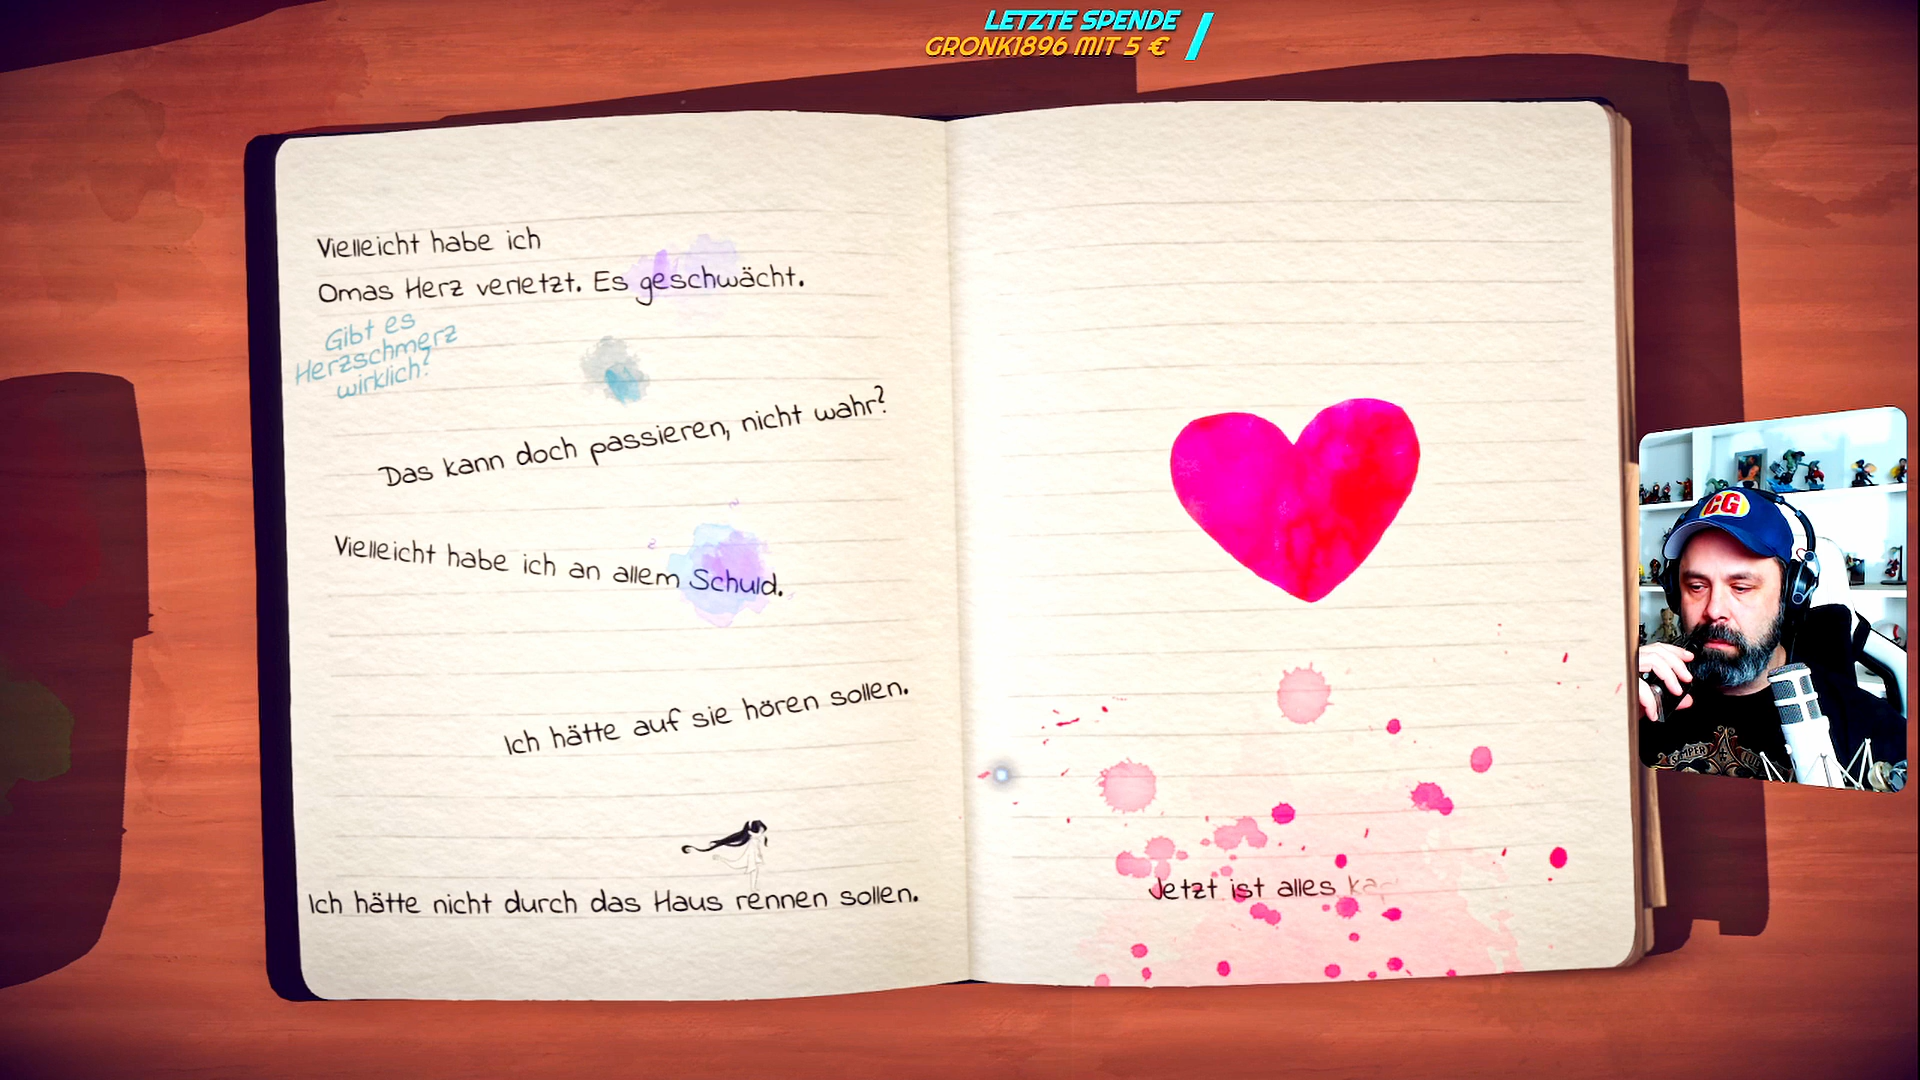 LETZTE SPENDE
GRONK1896 MIT 5 €
Vielleicht habe ich
Omas Herz verletzt. Es geschwächt.
Gibt es
Herzschmerz
wirklich?
Das kann doch passieren, nicht wahr?
Vielleicht habe ich an allem Schuld.
Ich hätte auf sie hören sollen.
Ich hätte nicht durch das Haus rennen sollen.
Jetzt ist alles
CG
SEMPER